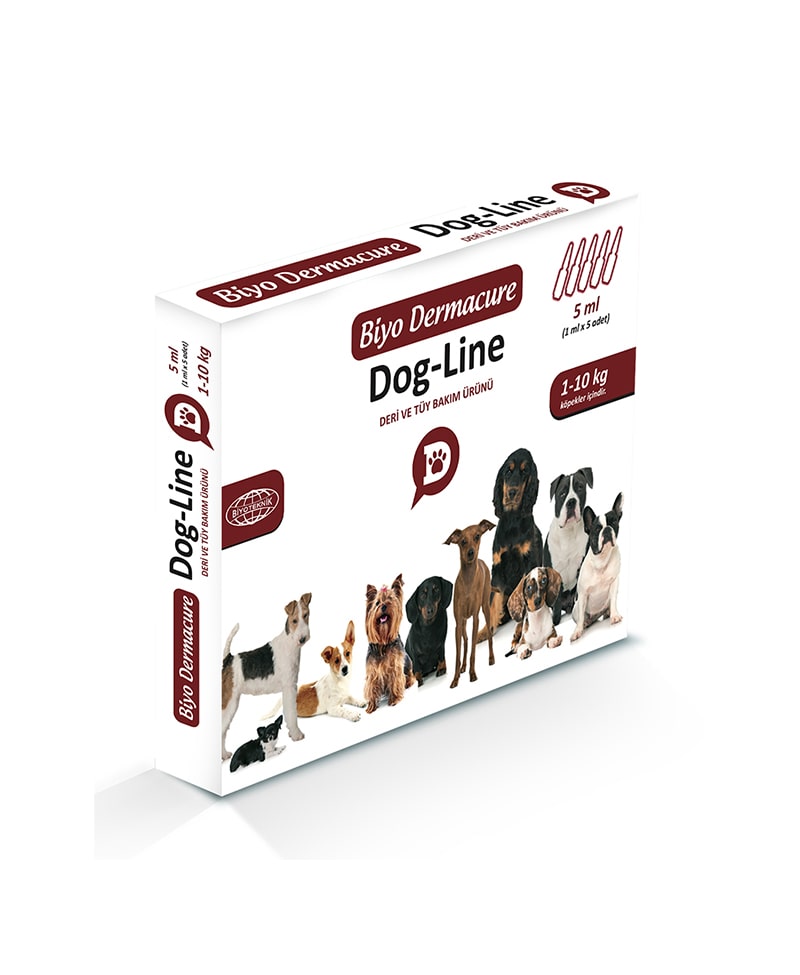 Biyo Dermacure
Dog-Line
DERİ VE TÜY BAKIM ÜRÜNÜ
D
5 ml
(1 ml x 5 adet)
Biyo Dermacure
Dog-Line
DERİ VE TÜY BAKIM ÜRÜNÜ
D
1-10 kg
köpekler içindir.
BİYOTEKNİK
5 ml
(1 ml x 5 adet)
1-10 kg
D
Dog-Line
DERİ VE TÜY BAKIM ÜRÜNÜ
Biyo Dermacure